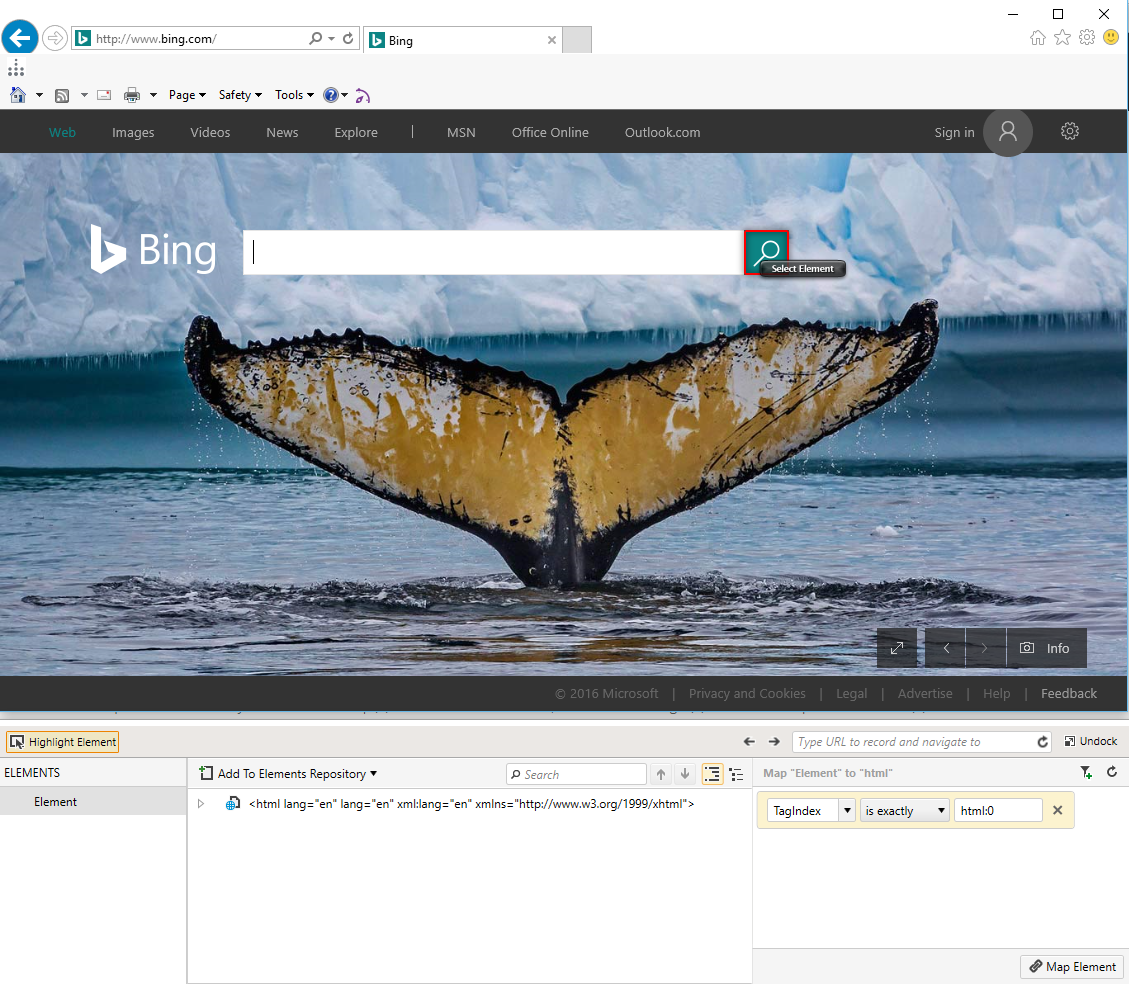 http://www.bing.com/
Bing
Page
Safety
Tools
Web Images Videos News Explore | MSN Office Online Outlook.com Sign in
Bing
Select Element
Info
© 2016 Microsoft | Privacy and Cookies | Legal | Advertise | Help | Feedback
Highlight Element
Type URL to record and navigate to
Undock
ELEMENTS
Element
Add To Elements Repository
Search
<html lang="en" lang="en" xml:lang="en" xmlns="http://www.w3.org/1999/xhtml">
Map "Element" to "html"
TagIndex is exactly html:0
Map Element